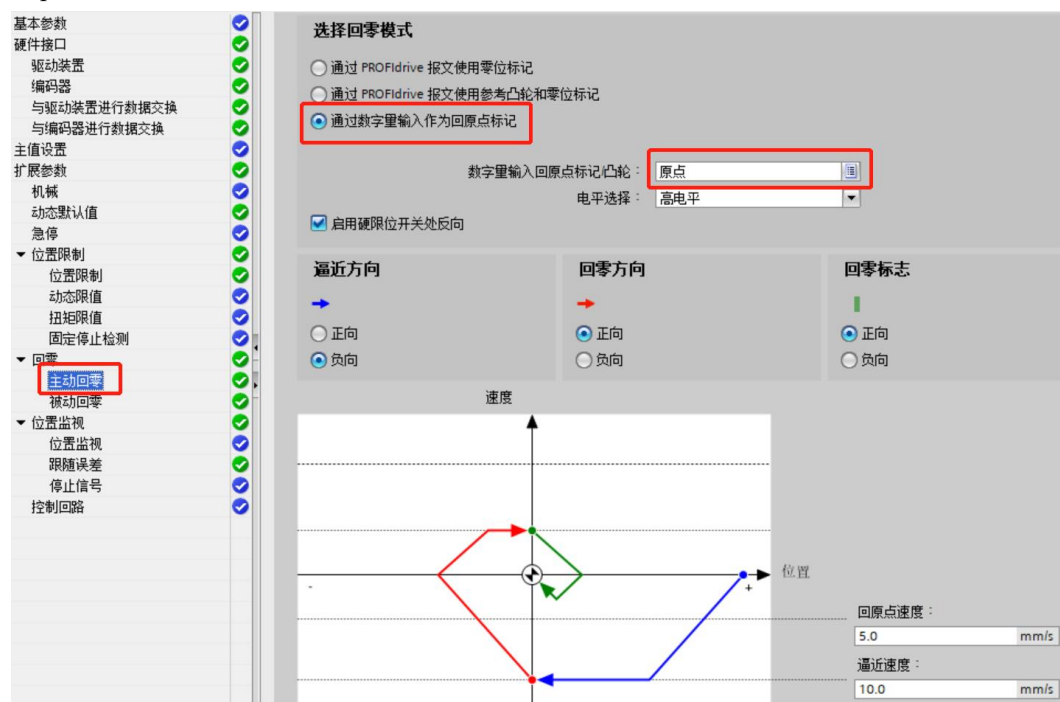 基本参数
硬件接口
驱动装置
编码器
与驱动装置进行数据交换
与编码器进行数据交换
主值设置
扩展参数
机械
动态默认值
急停
位置限制
位置限制
动态限值
扭矩限值
固定停止检测
回零
主动回零
被动回零
位置监视
位置监视
跟随误差
停止信号
控制回路
选择回零模式
通过 PROFIdrive 报文使用零位标记
通过 PROFIdrive 报文使用参考凸轮和零位标记
通过数字量输入作为回原点标记
数字量输入回原点标记/凸轮：
原点
电平选择：
高电平
启用硬限位开关处反向
逼近方向
正向
负向
回零方向
正向
负向
回零标志
正向
负向
速度
位置
-
+
回原点速度：
5.0 mm/s
逼近速度：
10.0 mm/s